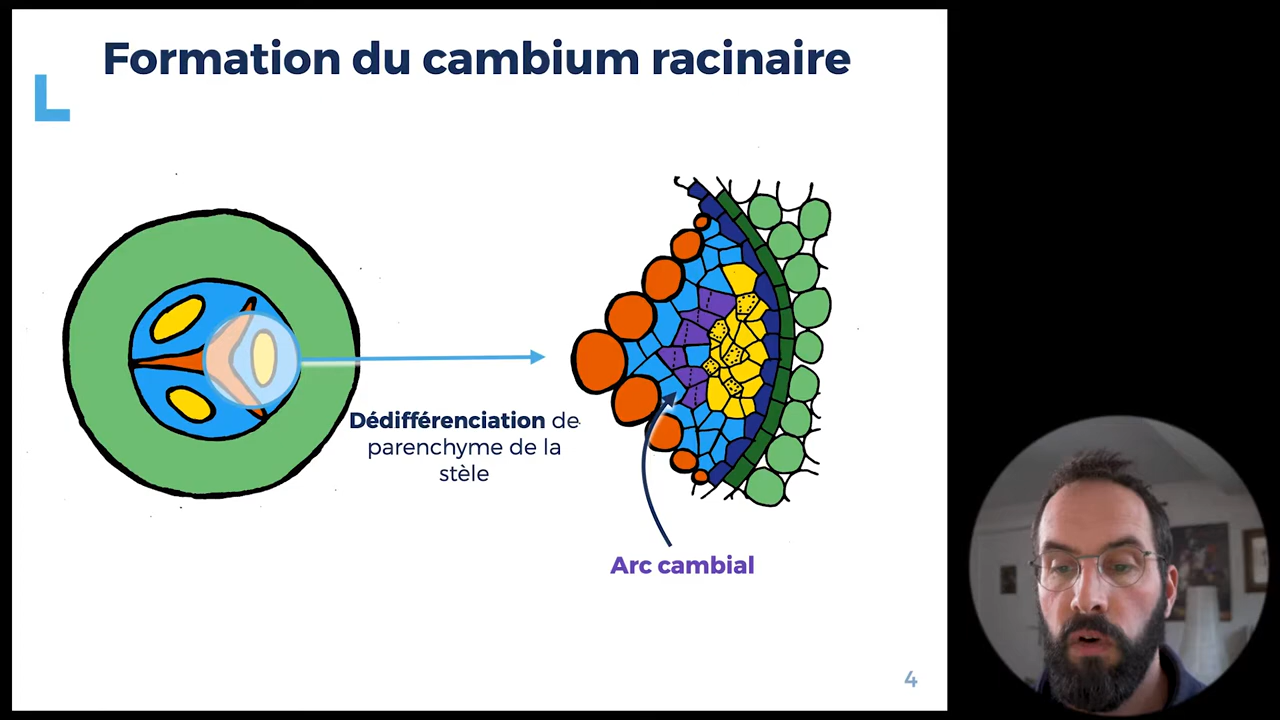 Formation du cambium racinaire
Dédifférenciation de
parenchyme de la
stèle
Arc cambial
4